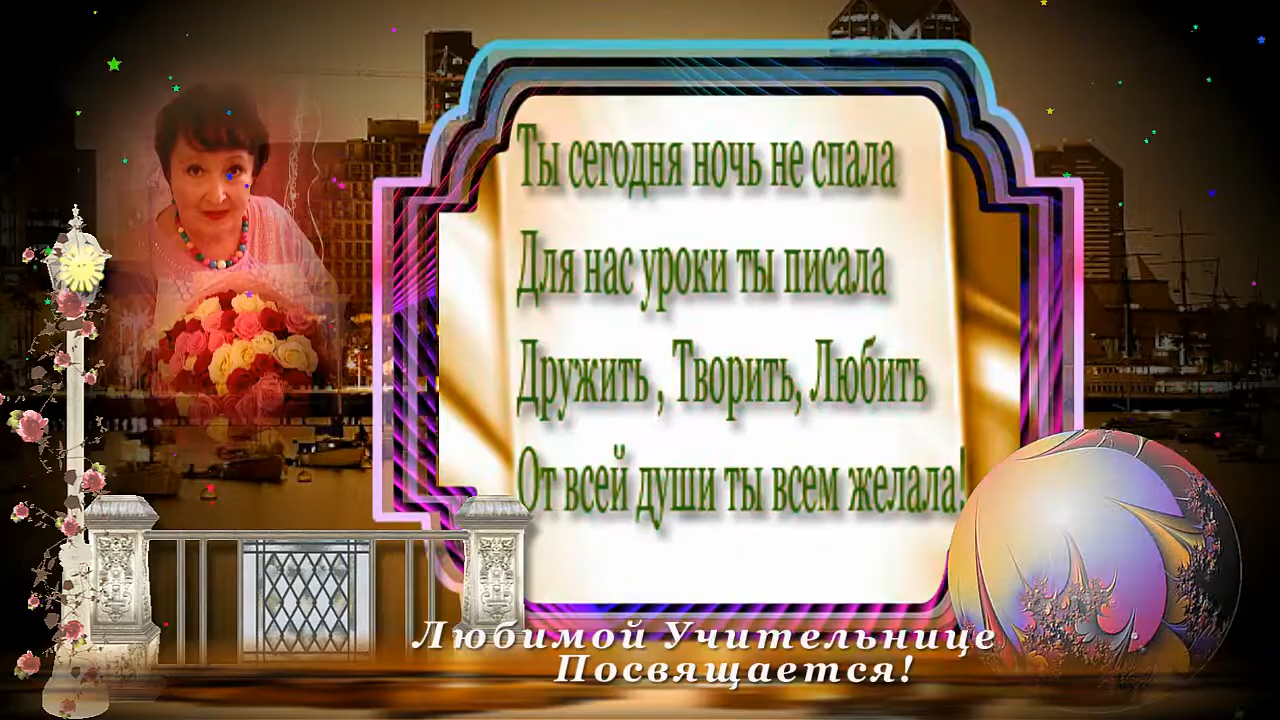 Ты сегодня ночь не спала
Для нас уроки ты писала
Дружить , Творить, Любить
От всей души ты всем желала!
Любимой Учительнице
Посвящается!